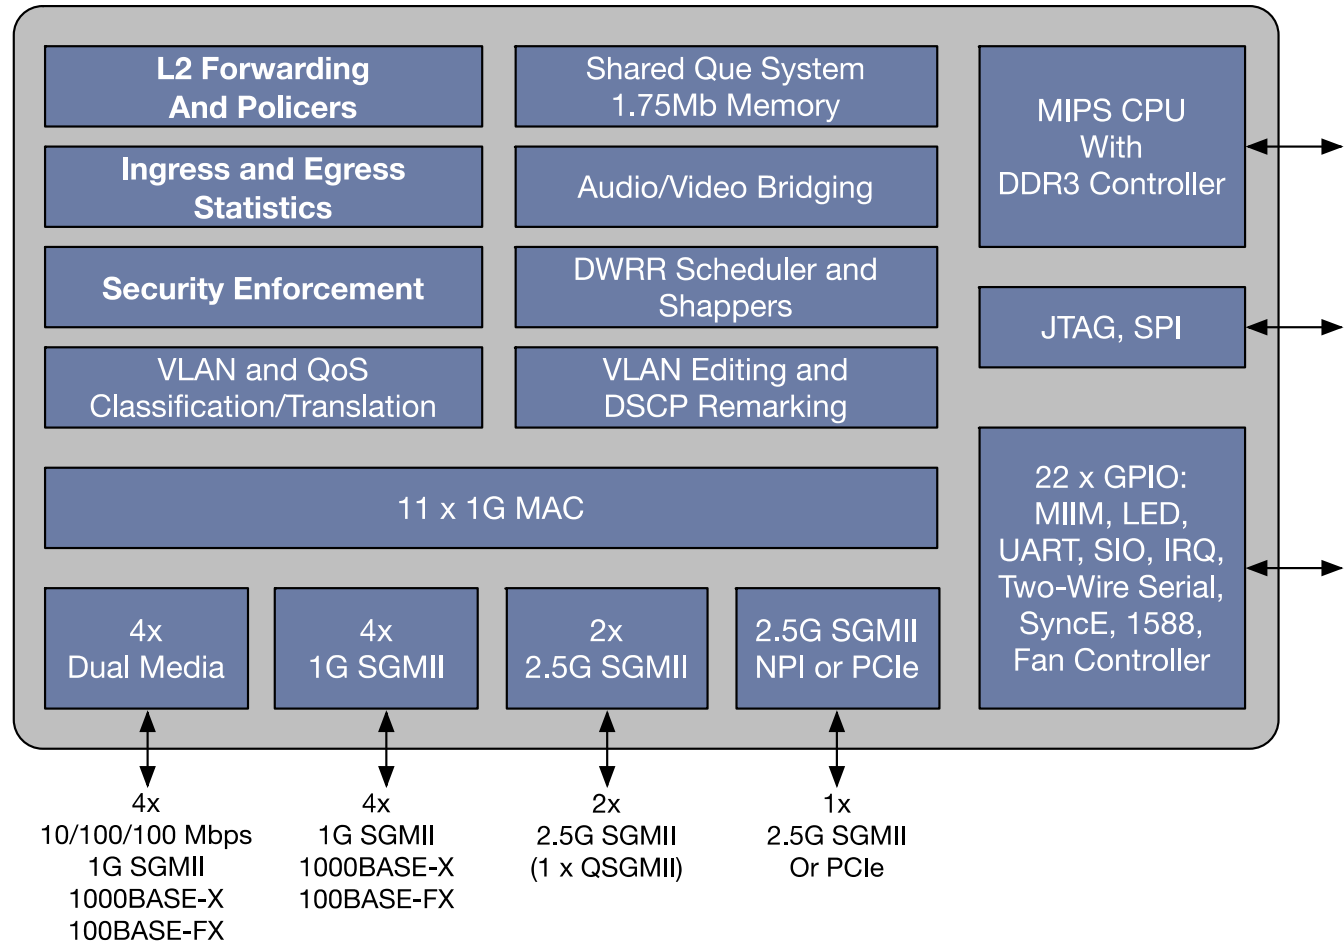 L2 Forwarding
And Policers
Shared Que System
1.75Mb Memory
MIPS CPU
With
DDR3 Controller
Ingress and Egress
Statistics
Audio/Video Bridging
Security Enforcement
DWRR Scheduler and
Shappers
JTAG, SPI
VLAN and QoS
Classification/Translation
VLAN Editing and
DSCP Remarking
11 x 1G MAC
22 x GPIO:
MIIM, LED,
UART, SIO, IRQ,
Two-Wire Serial,
SyncE, 1588,
Fan Controller
4x
Dual Media
4x
1G SGMII
2x
2.5G SGMII
2.5G SGMII
NPI or PCIe
4x
10/100/100 Mbps
1G SGMII
1000BASE-X
100BASE-FX
4x
1G SGMII
1000BASE-X
100BASE-FX
2x
2.5G SGMII
(1 x QSGMII)
1x
2.5G SGMII
Or PCIe